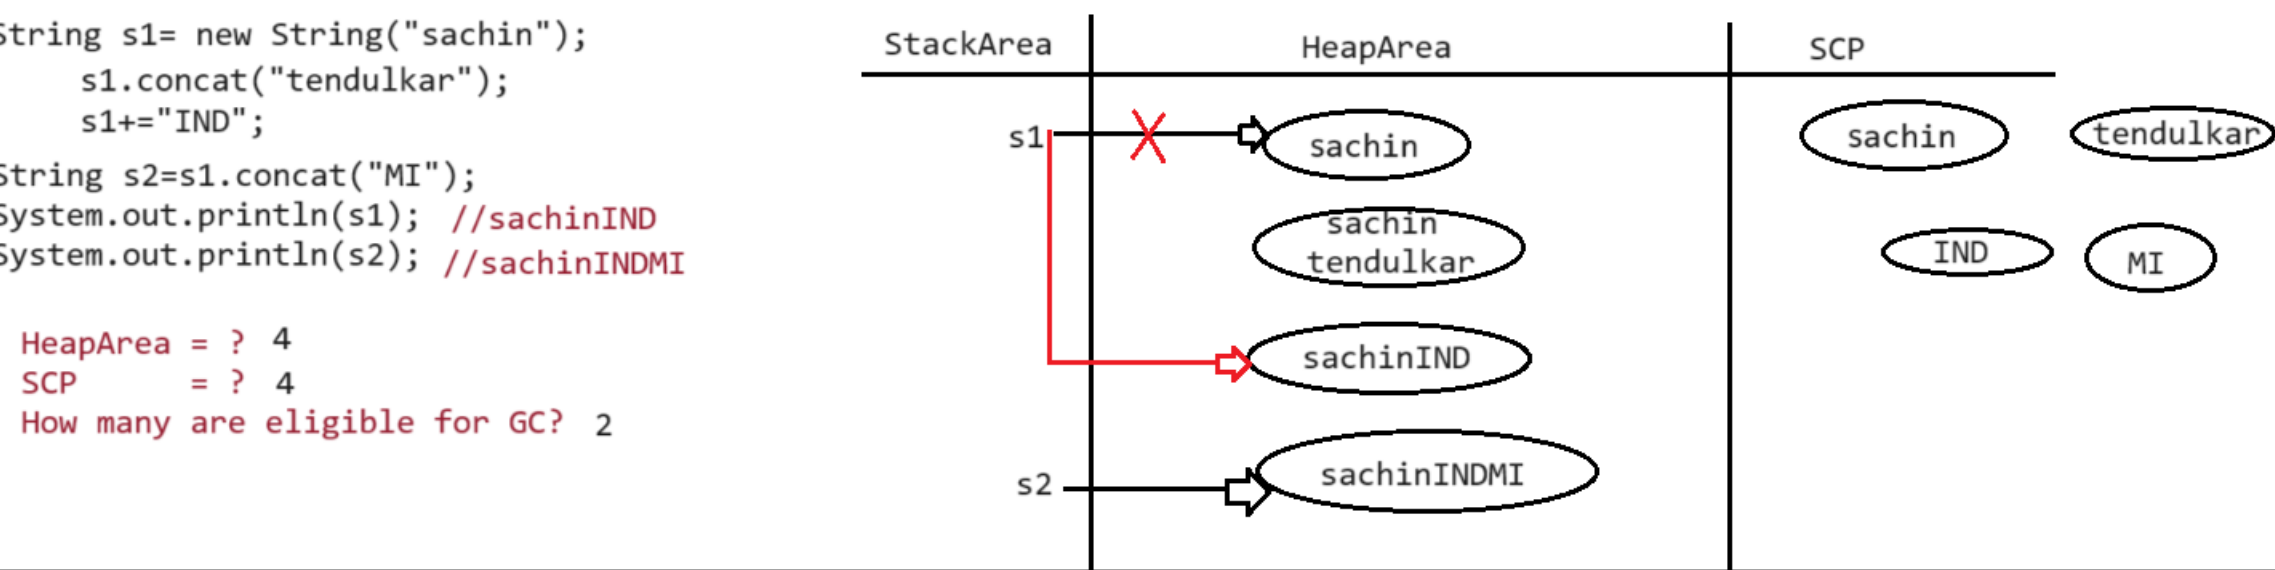 String s1= new String("sachin");
s1.concat("tendulkar");
s1+="IND";
String s2=s1.concat("MI");
System.out.println(s1); //sachinIND
System.out.println(s2); //sachinINDMI
HeapArea = ? 4
SCP = ? 4
How many are eligible for GC? 2
StackArea HeapArea SCP
s1 sachin sachin tendulkar
sachin
tendulkar IND MI
sachinIND
s2 sachinINDMI